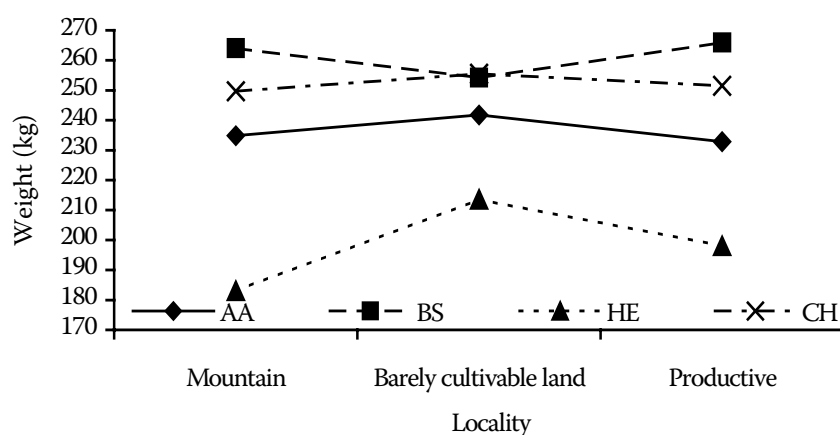 270
260
250
240
230
220
210
200
190
180
170
Weight (kg)
AA BS HE CH
Mountain Barely cultivable land Productive
Locality